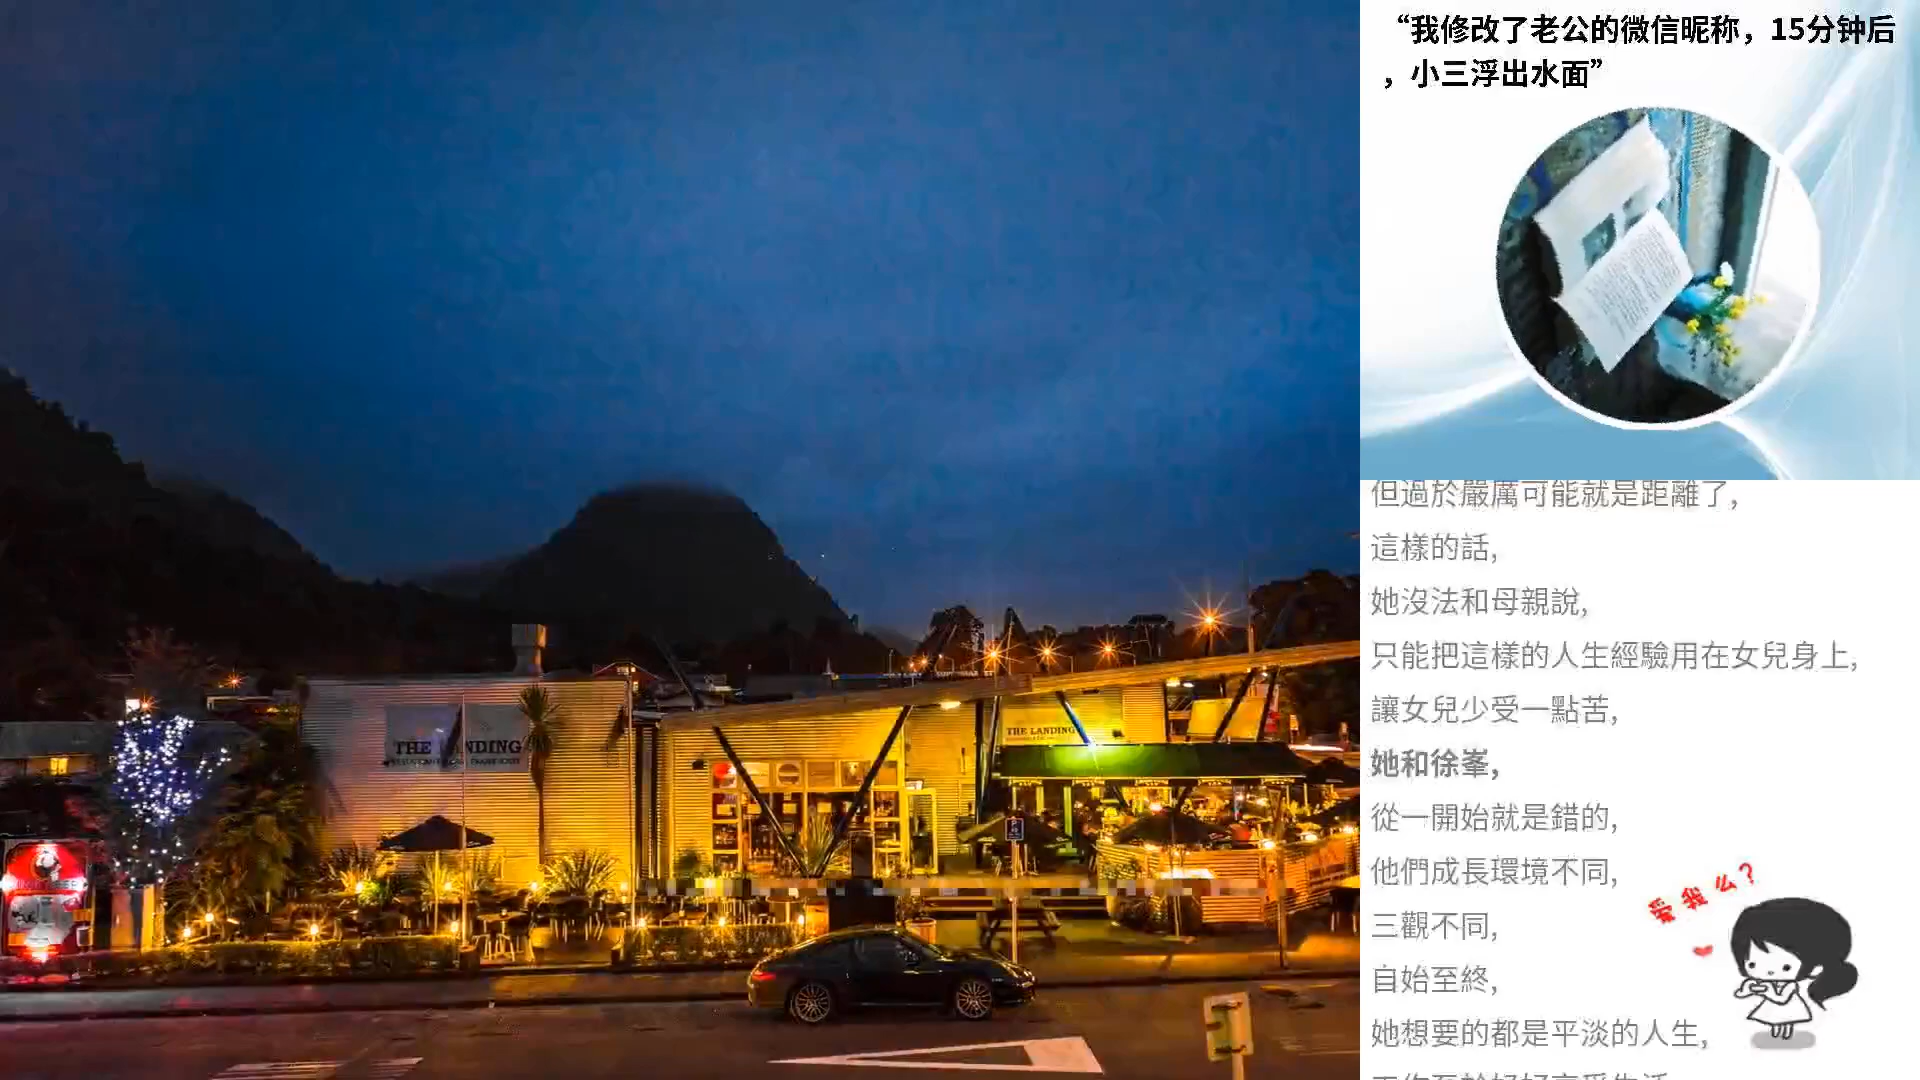 “我修改了老公的微信昵称，15分钟后
，小三浮出水面”
但過於嚴厲可能就是距離了,
這樣的話,
她沒法和母親說,
只能把這樣的人生經驗用在女兒身上,
讓女兒少受一點苦,
她和徐峯,
從一開始就是錯的,
他們成長環境不同,
三觀不同,
自始至終,
她想要的都是平淡的人生,
爱我么？
THE LANDING
THE LANDING